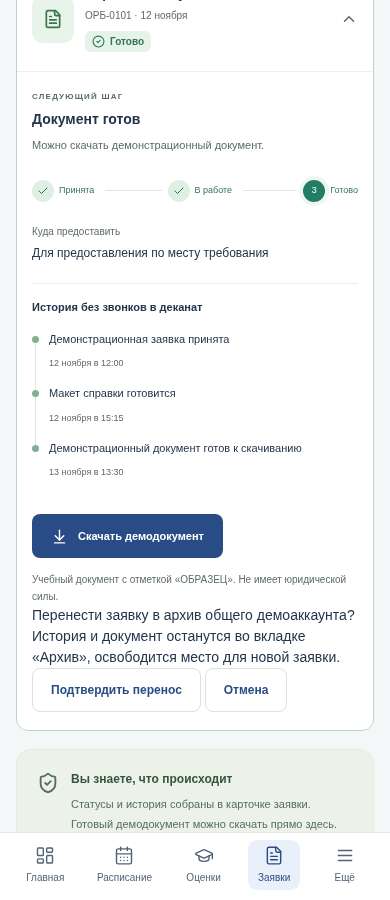 ОРБ-0101 · 12 ноября
Готово
СЛЕДУЮЩИЙ ШАГ
Документ готов
Можно скачать демонстрационный документ.
Принята
В работе
3 Готово
Куда предоставить
Для предоставления по месту требования
История без звонков в деканат
Демонстрационная заявка принята
12 ноября в 12:00
Макет справки готовится
12 ноября в 15:15
Демонстрационный документ готов к скачиванию
13 ноября в 13:30
Скачать демодокумент
Учебный документ с отметкой «ОБРАЗЕЦ». Не имеет юридической
силы.
Перенести заявку в архив общего демоаккаунта?
История и документ останутся во вкладке
«Архив», освободится место для новой заявки.
Подтвердить перенос
Отмена
Вы знаете, что происходит
Статусы и история собраны в карточке заявки.
Готовый демодокумент можно скачать прямо здесь.
Главная
Расписание
Оценки
Заявки
Ещё